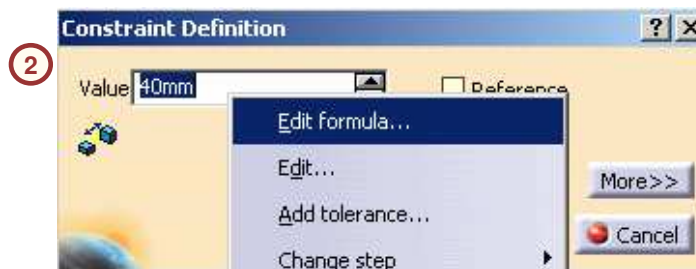 Constraint Definition ? X
2
Value 40mm Reference
Edit formula...
Edit...
Add tolerance...
Change step
More>>
Cancel